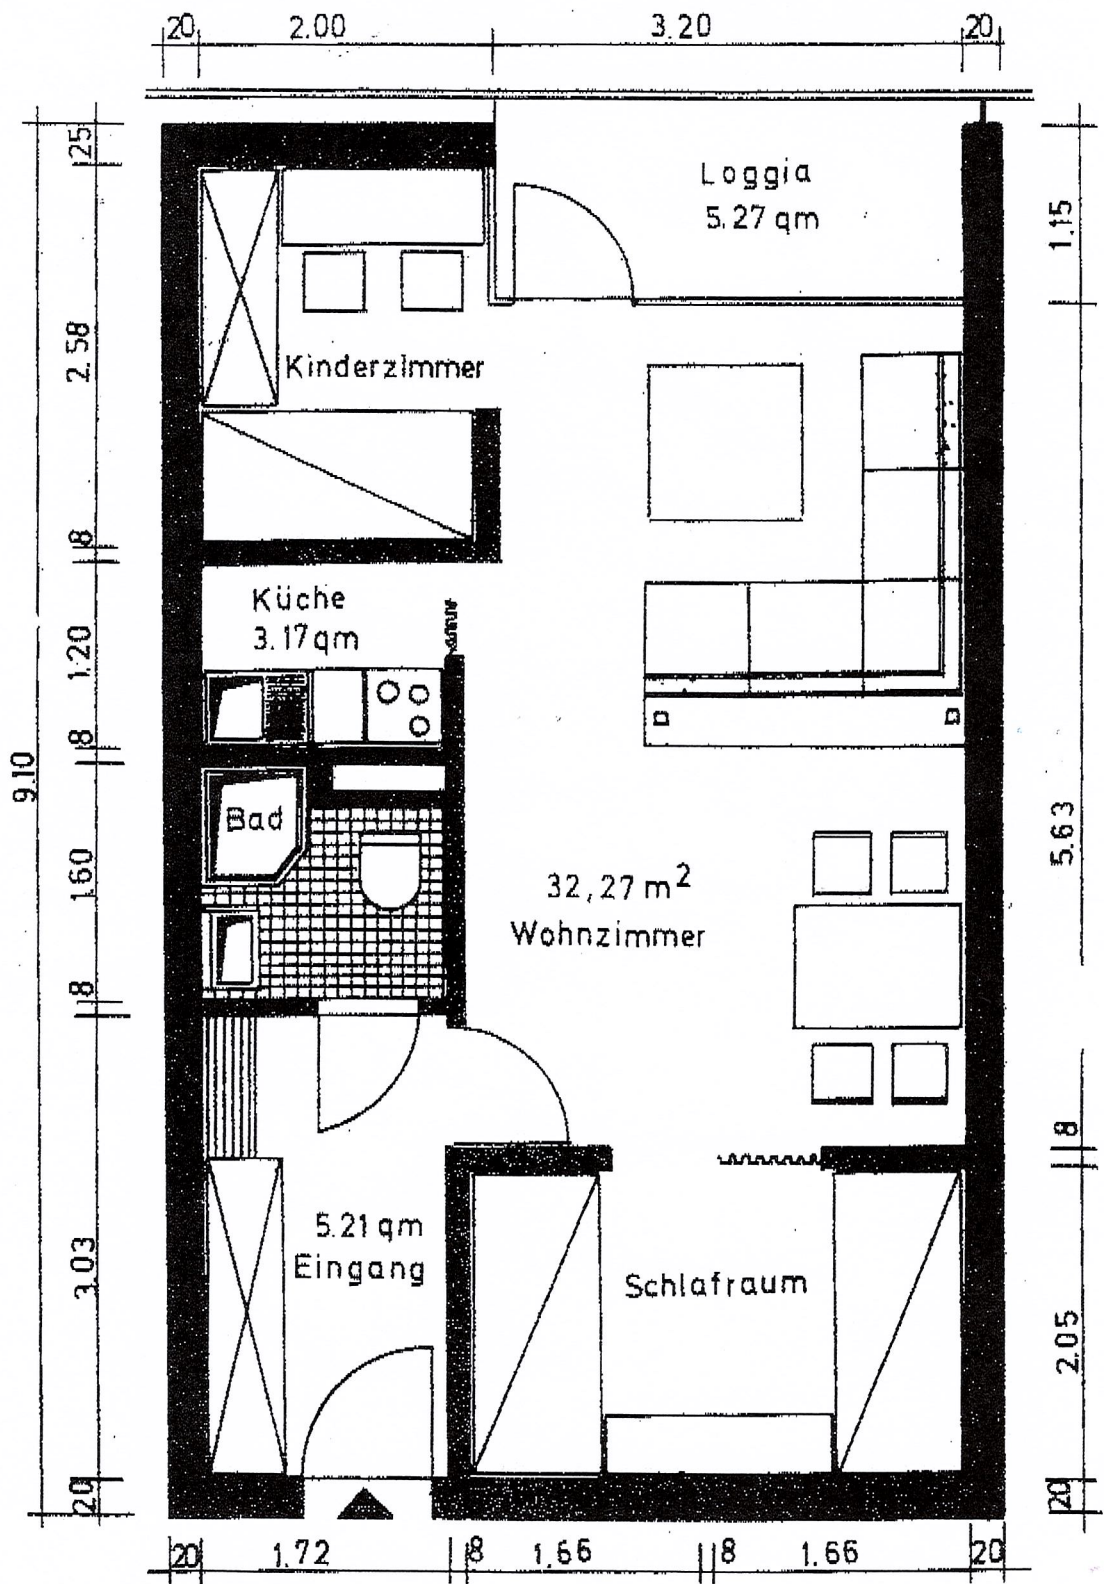 20 2.00 3.20 20
25
Loggia
5.27 qm
1.15
2.58
Kinderzimmer
8
Küche
3.17 qm
1.20
8
9.10
Bad
1.60
32,27 m²
Wohnzimmer
5.63
8
8
5.21 qm
Eingang
3.03
Schlafraum
2.05
20
20
20 1.72 8 1.66 8 1.66 20